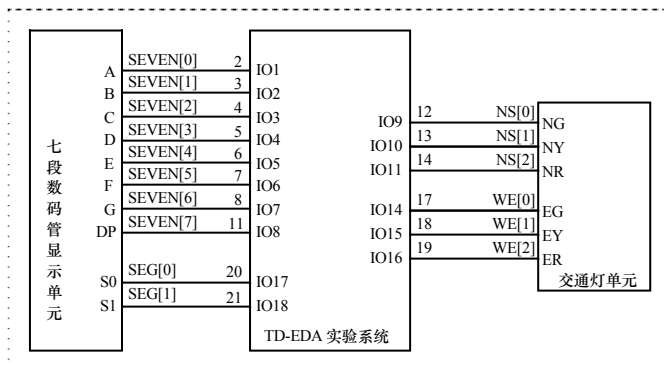 A SEVEN[0] 2 IO1
B SEVEN[1] 3 IO2
C SEVEN[2] 4 IO3
D SEVEN[3] 5 IO4
E SEVEN[4] 6 IO5
F SEVEN[5] 7 IO6
G SEVEN[6] 8 IO7
DP SEVEN[7] 11 IO8
S0 SEG[0] 20 IO17
S1 SEG[1] 21 IO18
七段数码管显示单元
IO9 12 NS[0] NG
IO10 13 NS[1] NY
IO11 14 NS[2] NR
IO14 17 WE[0] EG
IO15 18 WE[1] EY
IO16 19 WE[2] ER
交通灯单元
TD-EDA 实验系统